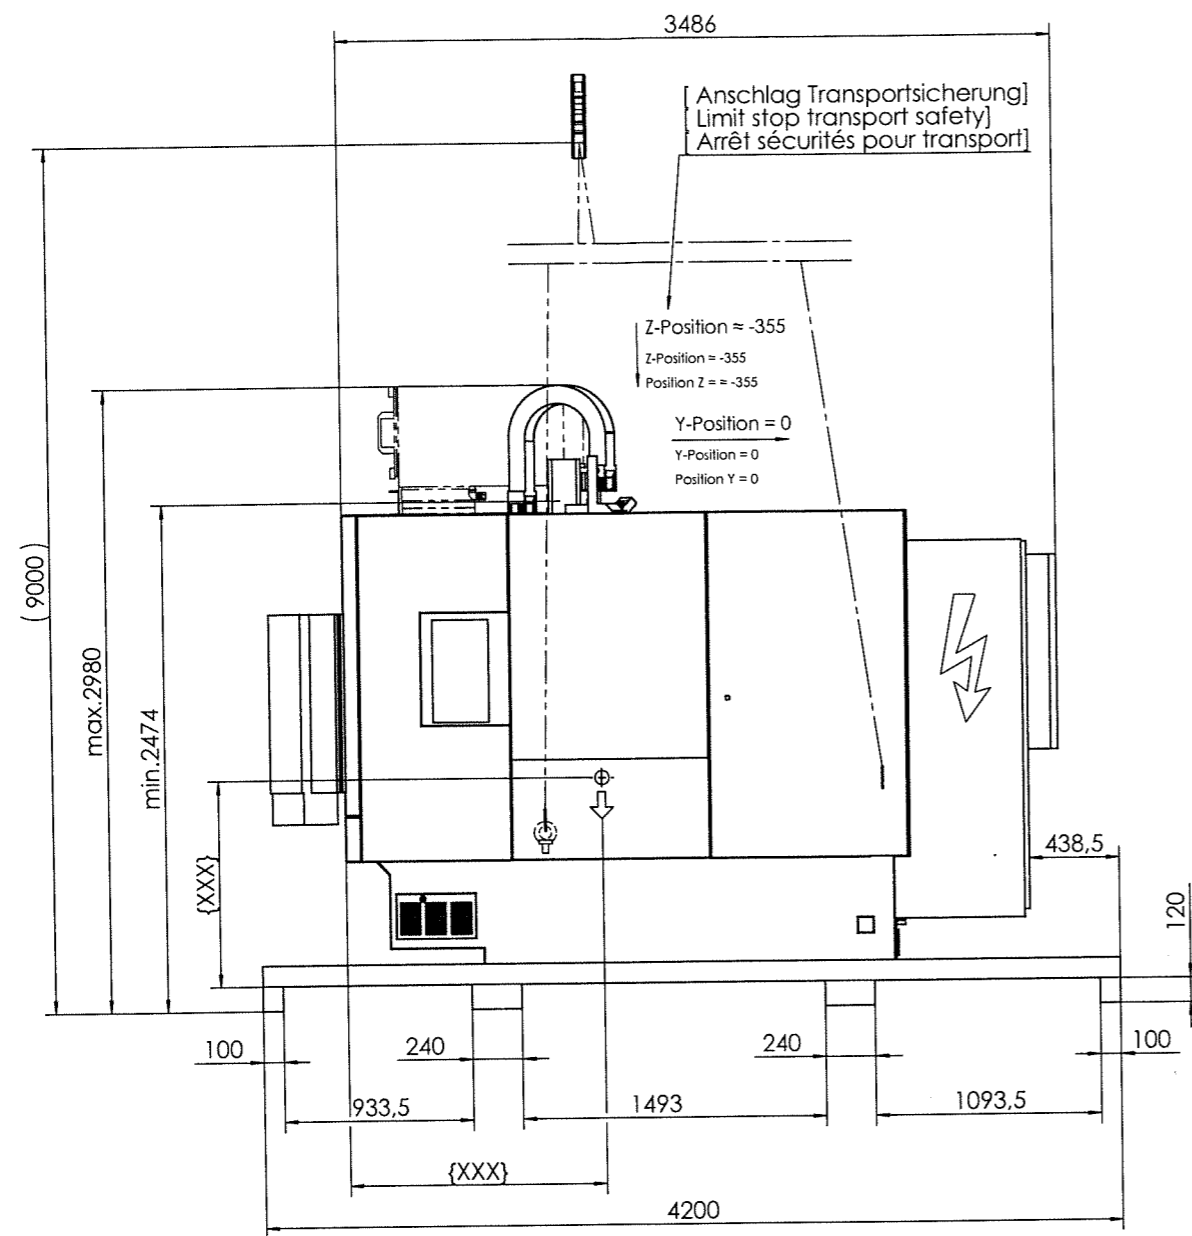 3486
[ Anschlag Transportsicherung]
[ Limit stop transport safety]
[ Arrêt sécurités pour transport]
Z-Position ≈ -355
Z-Position = -355
Position Z = = -355
Y-Position = 0
Y-Position = 0
Position Y = 0
( 9000 )
max.2980
min.2474
{XXX}
438,5
120
100
240
240
100
933,5
1493
1093,5
{XXX}
4200